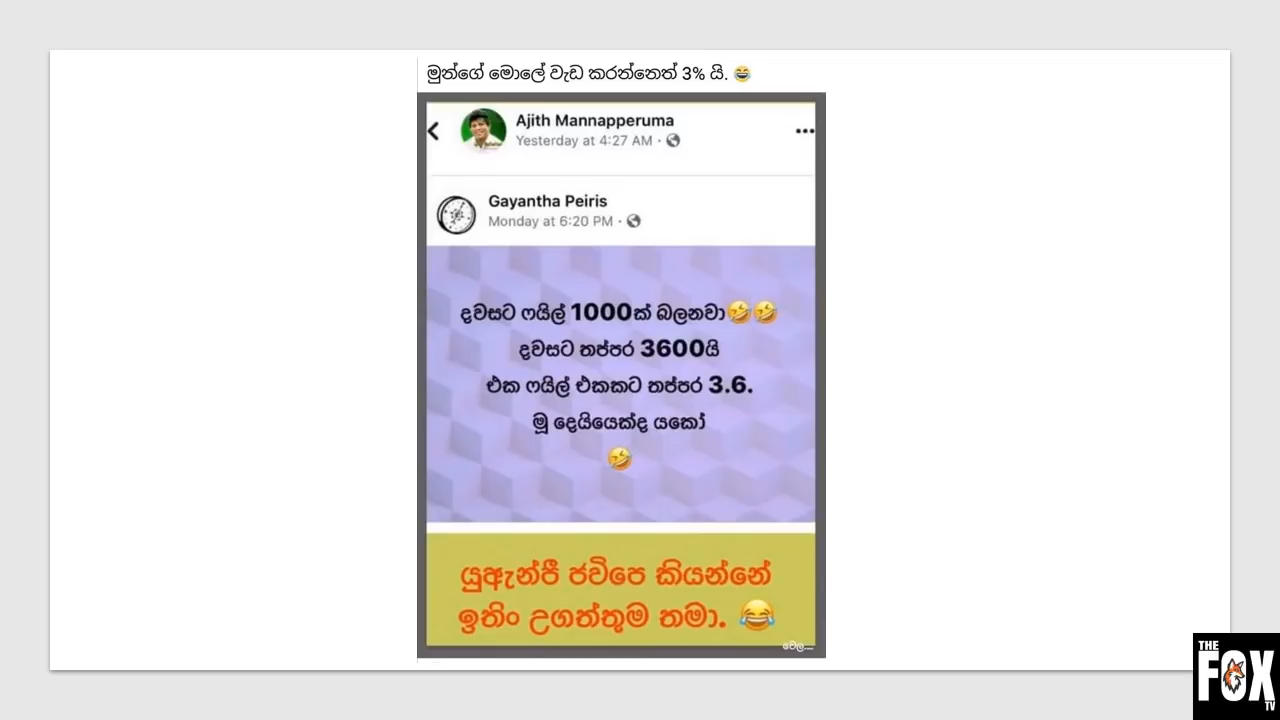 මුන්ගේ මොලේ වැඩ කරන්නෙත් 3% යි. 😂
Ajith Mannapperuma
Yesterday at 4:27 AM ·
Gayantha Peiris
Monday at 6:20 PM ·
දවසට ෆයිල් 1000ක් බලනවා🤣🤣
දවසට තප්පර 3600යි
එක ෆයිල් එකකට තප්පර 3.6.
මූ දෙයියෙක්ද යකෝ
🤣
යුඇන්පී ජවිපෙ කියන්නේ
ඉතිං උගත්තුම තමා. 😂
THE
FOX
TV